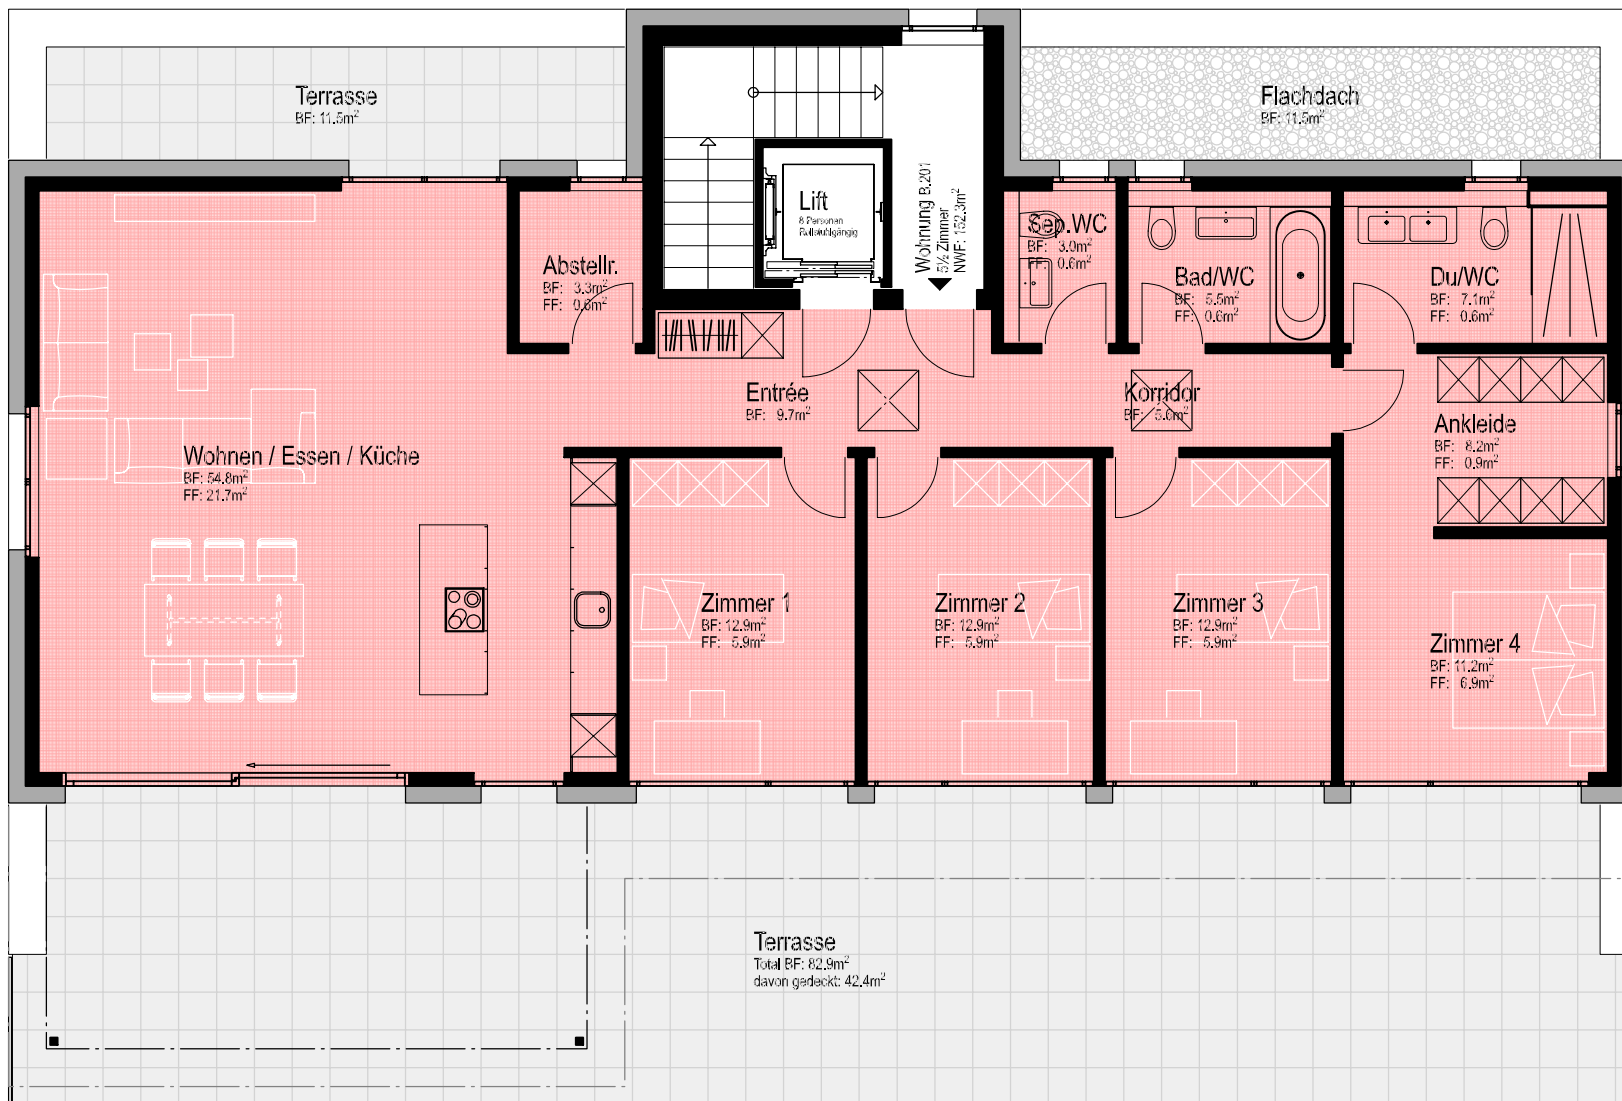 Terrasse
BF: 11.5m²
Flachdach
BF: 11.5m²
Lift
8 Personen
Rollstuhlgängig
Wohnung B.201
5½ Zimmer
NWF: 152.3m²
Sep.WC
BF: 3.0m²
FF: 0.6m²
Abstellr.
BF: 3.3m²
FF: 0.6m²
Bad/WC
BF: 5.5m²
FF: 0.6m²
Du/WC
BF: 7.1m²
FF: 0.6m²
Entrée
BF: 9.7m²
Korridor
BF: 5.6m²
Ankleide
BF: 8.2m²
FF: 0.9m²
Wohnen / Essen / Küche
BF: 54.8m²
FF: 21.7m²
Zimmer 1
BF: 12.9m²
FF: 5.9m²
Zimmer 2
BF: 12.9m²
FF: 5.9m²
Zimmer 3
BF: 12.9m²
FF: 5.9m²
Zimmer 4
BF: 11.2m²
FF: 6.9m²
Terrasse
Total BF: 82.9m²
davon gedeckt: 42.4m²